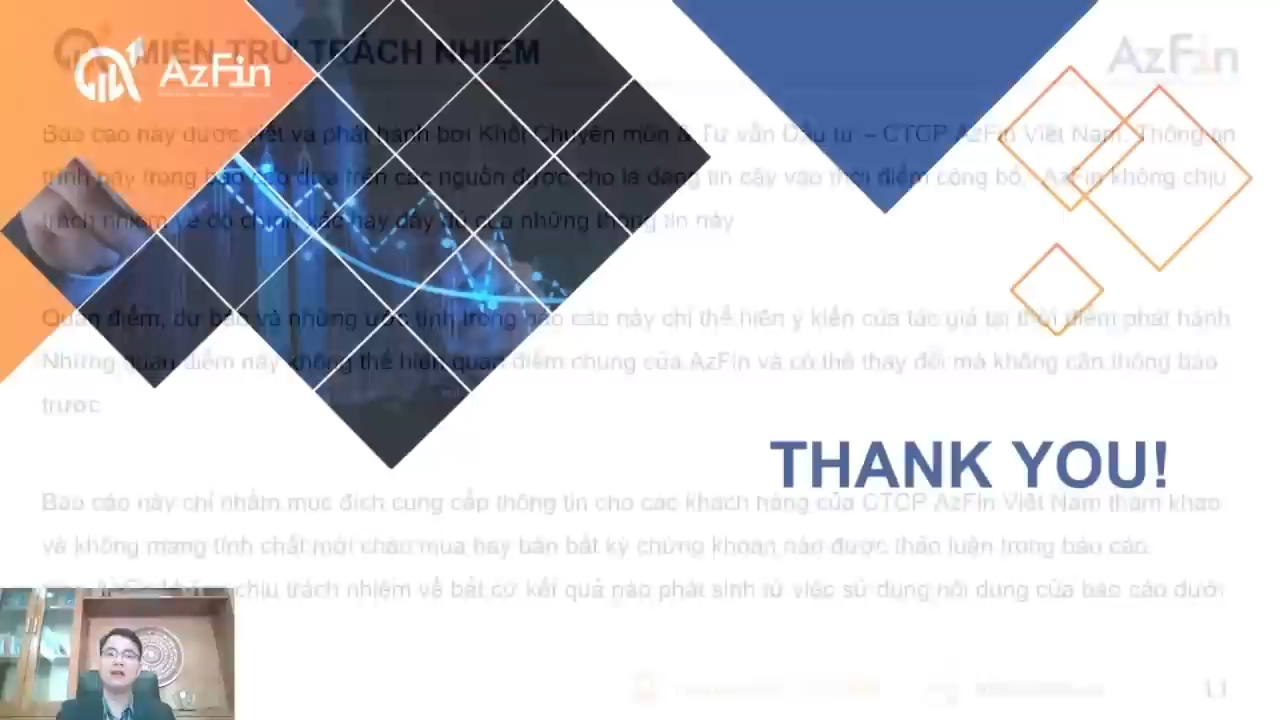 MIỄN TRỪ TRÁCH NHIỆM
AzFin
AzFin
Báo cáo này được viết và phát hành bởi Khối Chuyên môn & Tư vấn Đầu tư – CTCP AzFin Việt Nam. Thông tin
trình bày trong báo cáo dựa trên các nguồn được cho là đáng tin cậy vào thời điểm công bố. AzFin không chịu
trách nhiệm về độ chính xác hay đầy đủ của những thông tin này
Quan điểm, dự báo và những ước tính trong báo cáo này chỉ thể hiện ý kiến của tác giả tại thời điểm phát hành
Những quan điểm này không thể hiện quan điểm chung của AzFin và có thể thay đổi mà không cần thông báo
trước
THANK YOU!
Báo cáo này chỉ nhằm mục đích cung cấp thông tin cho các khách hàng của CTCP AzFin Việt Nam tham khảo
và không mang tính chất mời chào mua hay bán bất kỳ chứng khoán nào được thảo luận trong báo cáo
chịu trách nhiệm về bất cứ kết quả nào phát sinh từ việc sử dụng nội dung của báo cáo dưới